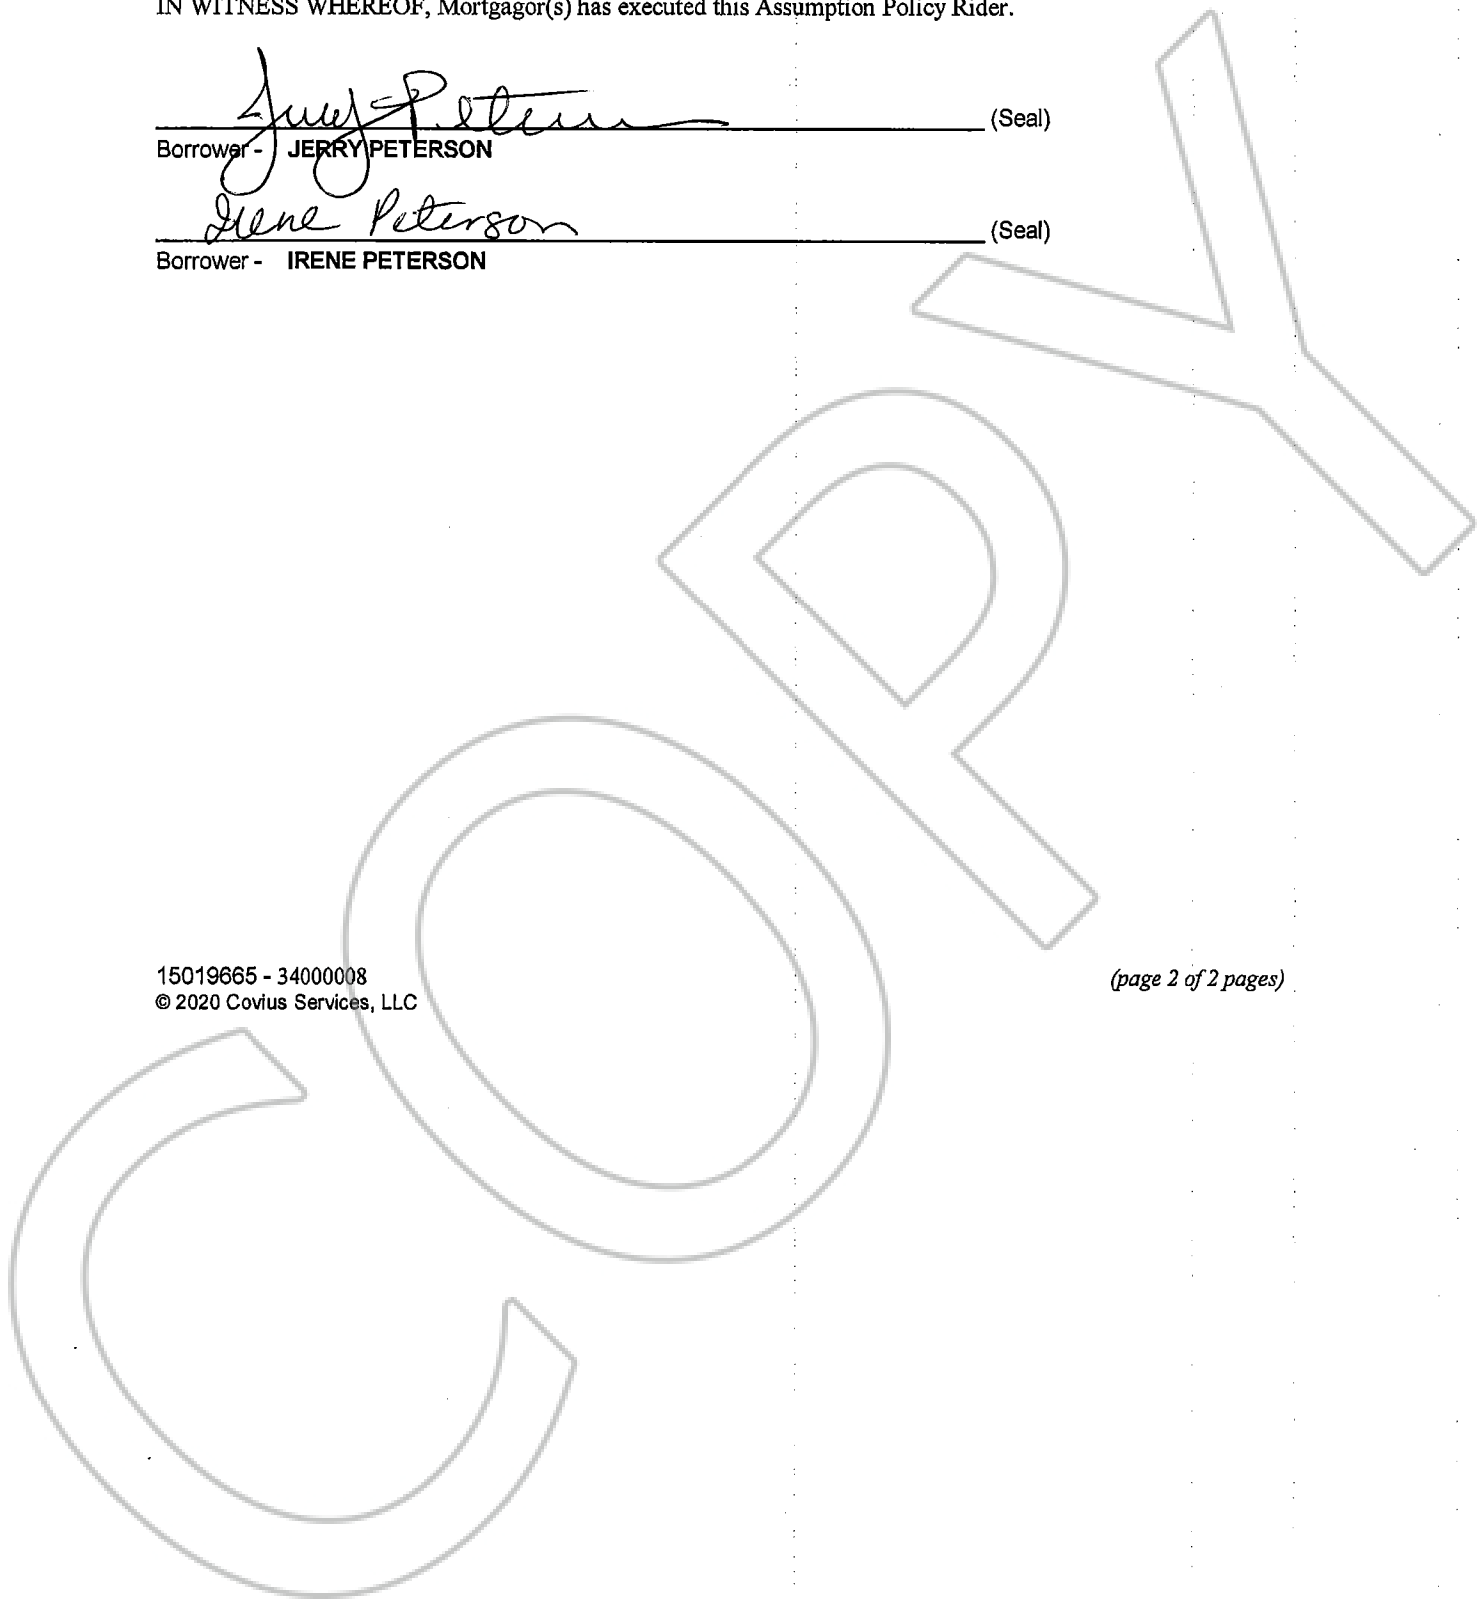 IN WITNESS WHEREOF, Mortgagor(s) has executed this Assumption Policy Rider.
Jerry Peterson (Seal)
Borrower - JERRY PETERSON
Irene Peterson (Seal)
Borrower - IRENE PETERSON
15019665 - 34000008 (page 2 of 2 pages)
© 2020 Covius Services, LLC
COPY